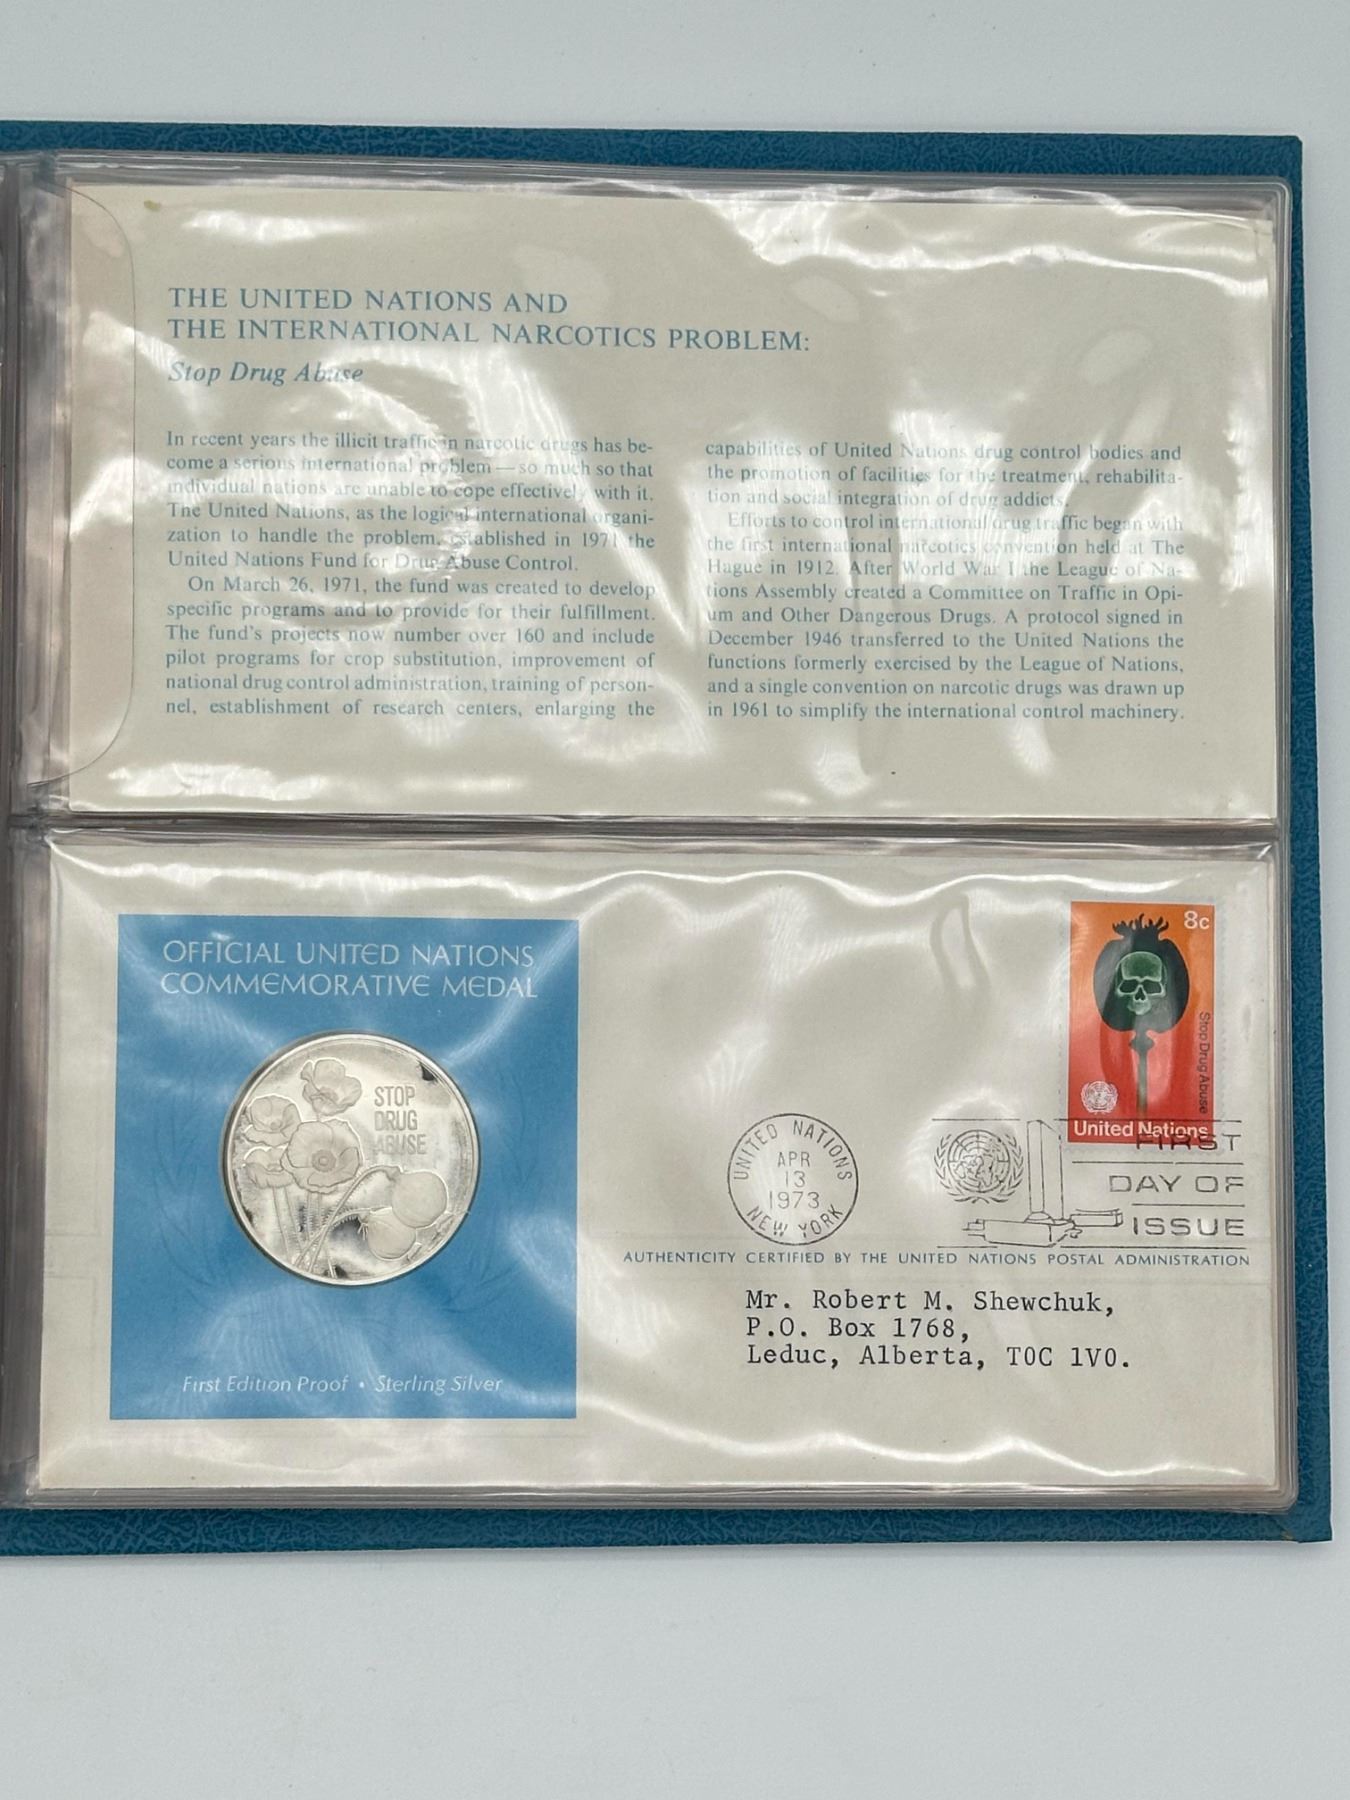 THE UNITED NATIONS AND
THE INTERNATIONAL NARCOTICS PROBLEM:
Stop Drug Abuse
In recent years the illicit traffic in narcotic drugs has be-
come a serious international problem — so much so that
individual nations are unable to cope effectively with it.
The United Nations, as the logical international organi-
zation to handle the problem, established in 1971 the
United Nations Fund for Drug Abuse Control.
On March 26, 1971, the fund was created to develop
specific programs and to provide for their fulfillment.
The fund's projects now number over 160 and include
pilot programs for crop substitution, improvement of
national drug control administration, training of person-
nel, establishment of research centers, enlarging the
capabilities of United Nations drug control bodies and
the promotion of facilities for the treatment, rehabilita-
tion and social integration of drug addicts.
Efforts to control international drug traffic began with
the first international narcotics convention held at The
Hague in 1912. After World War I the League of Na-
tions Assembly created a Committee on Traffic in Opi-
um and Other Dangerous Drugs. A protocol signed in
December 1946 transferred to the United Nations the
functions formerly exercised by the League of Nations,
and a single convention on narcotic drugs was drawn up
in 1961 to simplify the international control machinery.
OFFICIAL UNITED NATIONS
COMMEMORATIVE MEDAL
STOP
DRUG
ABUSE
First Edition Proof • Sterling Silver
8c
Stop Drug Abuse
United Nations
UNITED NATIONS
APR
13
1973
NEW YORK
FIRST
DAY OF
ISSUE
AUTHENTICITY CERTIFIED BY THE UNITED NATIONS POSTAL ADMINISTRATION
Mr. Robert M. Shewchuk,
P.O. Box 1768,
Leduc, Alberta, T0C 1V0.